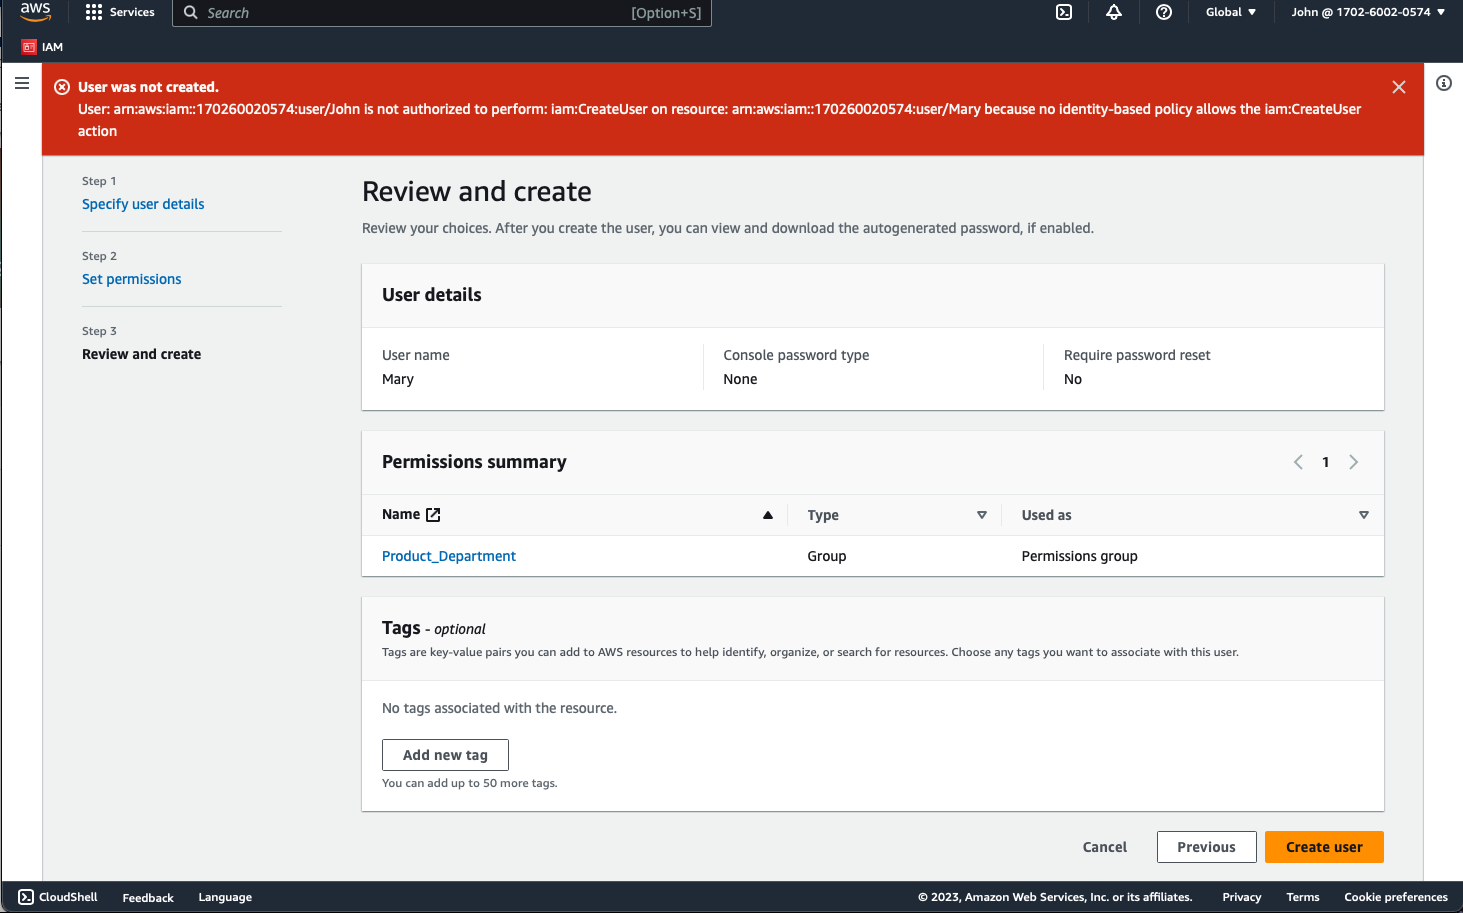 aws
Services
Search
[Option+S]
Global
John @ 1702-6002-0574
IAM
User was not created.
User: arn:aws:iam::170260020574:user/John is not authorized to perform: iam:CreateUser on resource: arn:aws:iam::170260020574:user/Mary because no identity-based policy allows the iam:CreateUser
action
Step 1
Specify user details
Step 2
Set permissions
Step 3
Review and create
Review and create
Review your choices. After you create the user, you can view and download the autogenerated password, if enabled.
User details
User name
Mary
Console password type
None
Require password reset
No
Permissions summary
1
Name
Type
Used as
Product_Department
Group
Permissions group
Tags - optional
Tags are key-value pairs you can add to AWS resources to help identify, organize, or search for resources. Choose any tags you want to associate with this user.
No tags associated with the resource.
Add new tag
You can add up to 50 more tags.
Cancel
Previous
Create user
CloudShell
Feedback
Language
© 2023, Amazon Web Services, Inc. or its affiliates.
Privacy
Terms
Cookie preferences